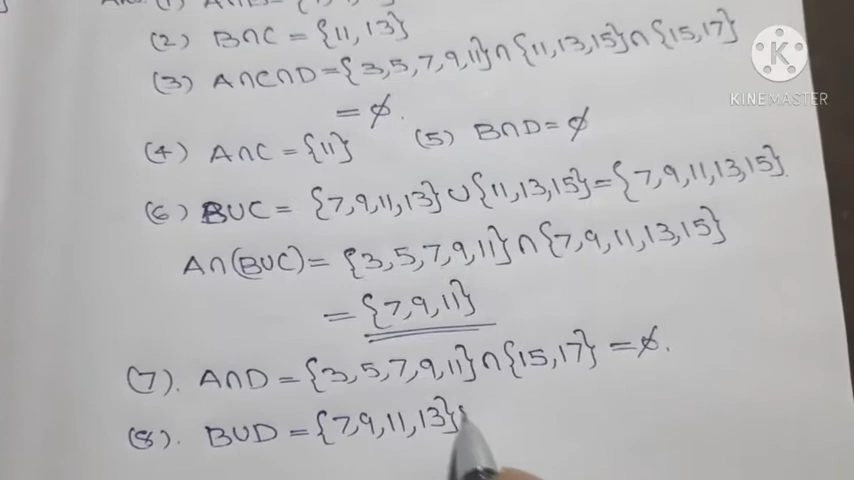 (2) B∩C = {11, 13}
(3) A∩C∩D = {3, 5, 7, 9, 11} ∩ {11, 13, 15} ∩ {15, 17}
= ∅.
(4) A∩C = {11} (5) B∩D = ∅
(6) B∪C = {7, 9, 11, 13} ∪ {11, 13, 15} = {7, 9, 11, 13, 15}
A∩(B∪C) = {3, 5, 7, 9, 11} ∩ {7, 9, 11, 13, 15}
= {7, 9, 11}
(7). A∩D = {3, 5, 7, 9, 11} ∩ {15, 17} = ∅.
(8). B∪D = {7, 9, 11, 13}
KINEMASTER